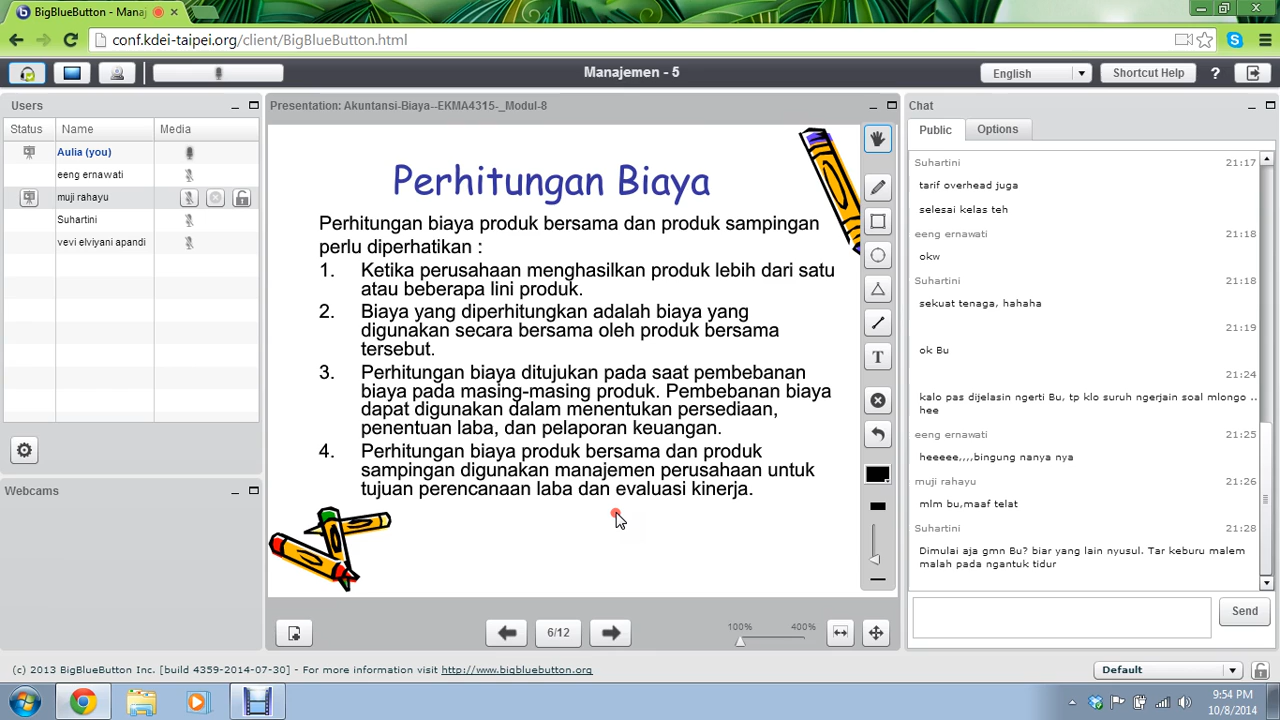 BigBlueButton - Manaj
conf.kdei-taipei.org/client/BigBlueButton.html
Manajemen - 5
English
Shortcut Help
?
Users
Status Name Media
Aulia (you)
eeng ernawati
muji rahayu
Suhartini
vevi elviyani apandi
Webcams
Presentation: Akuntansi-Biaya--EKMA4315-_Modul-8
Perhitungan Biaya
Perhitungan biaya produk bersama dan produk sampingan
perlu diperhatikan :
1. Ketika perusahaan menghasilkan produk lebih dari satu
atau beberapa lini produk.
2. Biaya yang diperhitungkan adalah biaya yang
digunakan secara bersama oleh produk bersama
tersebut.
3. Perhitungan biaya ditujukan pada saat pembebanan
biaya pada masing-masing produk. Pembebanan biaya
dapat digunakan dalam menentukan persediaan,
penentuan laba, dan pelaporan keuangan.
4. Perhitungan biaya produk bersama dan produk
sampingan digunakan manajemen perusahaan untuk
tujuan perencanaan laba dan evaluasi kinerja.
T
6/12
100% 400%
Chat
Public Options
Suhartini 21:17
tarif overhead juga
selesai kelas teh
eeng ernawati 21:18
okw
Suhartini 21:18
sekuat tenaga, hahaha
21:19
ok Bu
21:24
kalo pas dijelasin ngerti Bu, tp klo suruh ngerjain soal mlongo ..
hee
eeng ernawati 21:25
heeeee,,,,bingung nanya nya
muji rahayu 21:26
mlm bu,maaf telat
Suhartini 21:28
Dimulai aja gmn Bu? biar yang lain nyusul. Tar keburu malem
malah pada ngantuk tidur
Send
(c) 2013 BigBlueButton Inc. [build 4359-2014-07-30] - For more information visit http://www.bigbluebutton.org
Default
9:54 PM
10/8/2014